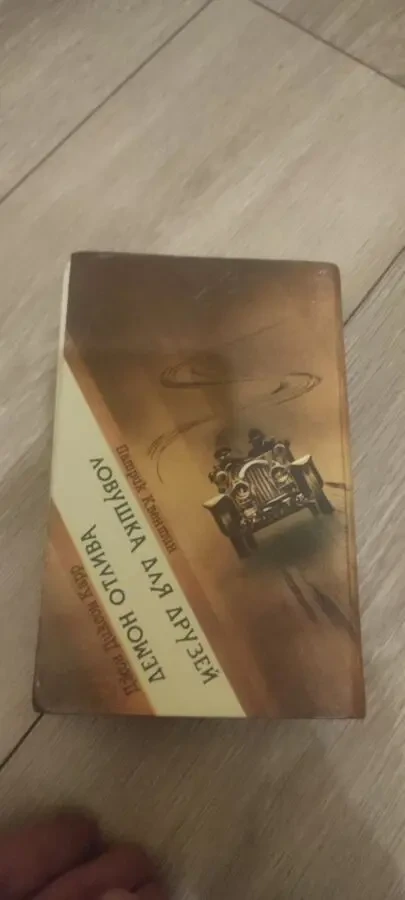 Патрик Квентин
ЛОВУШКА ДЛЯ ДРУЗЕЙ
Джон Диксон Карр
ДЕМОН ОТЛИВА